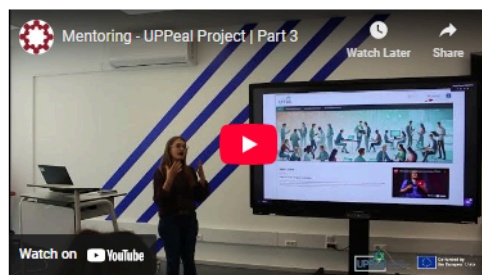 Mentoring - UPPeal Project | Part 3
Watch Later
Share
Watch on YouTube
Co-funded by
the European Union